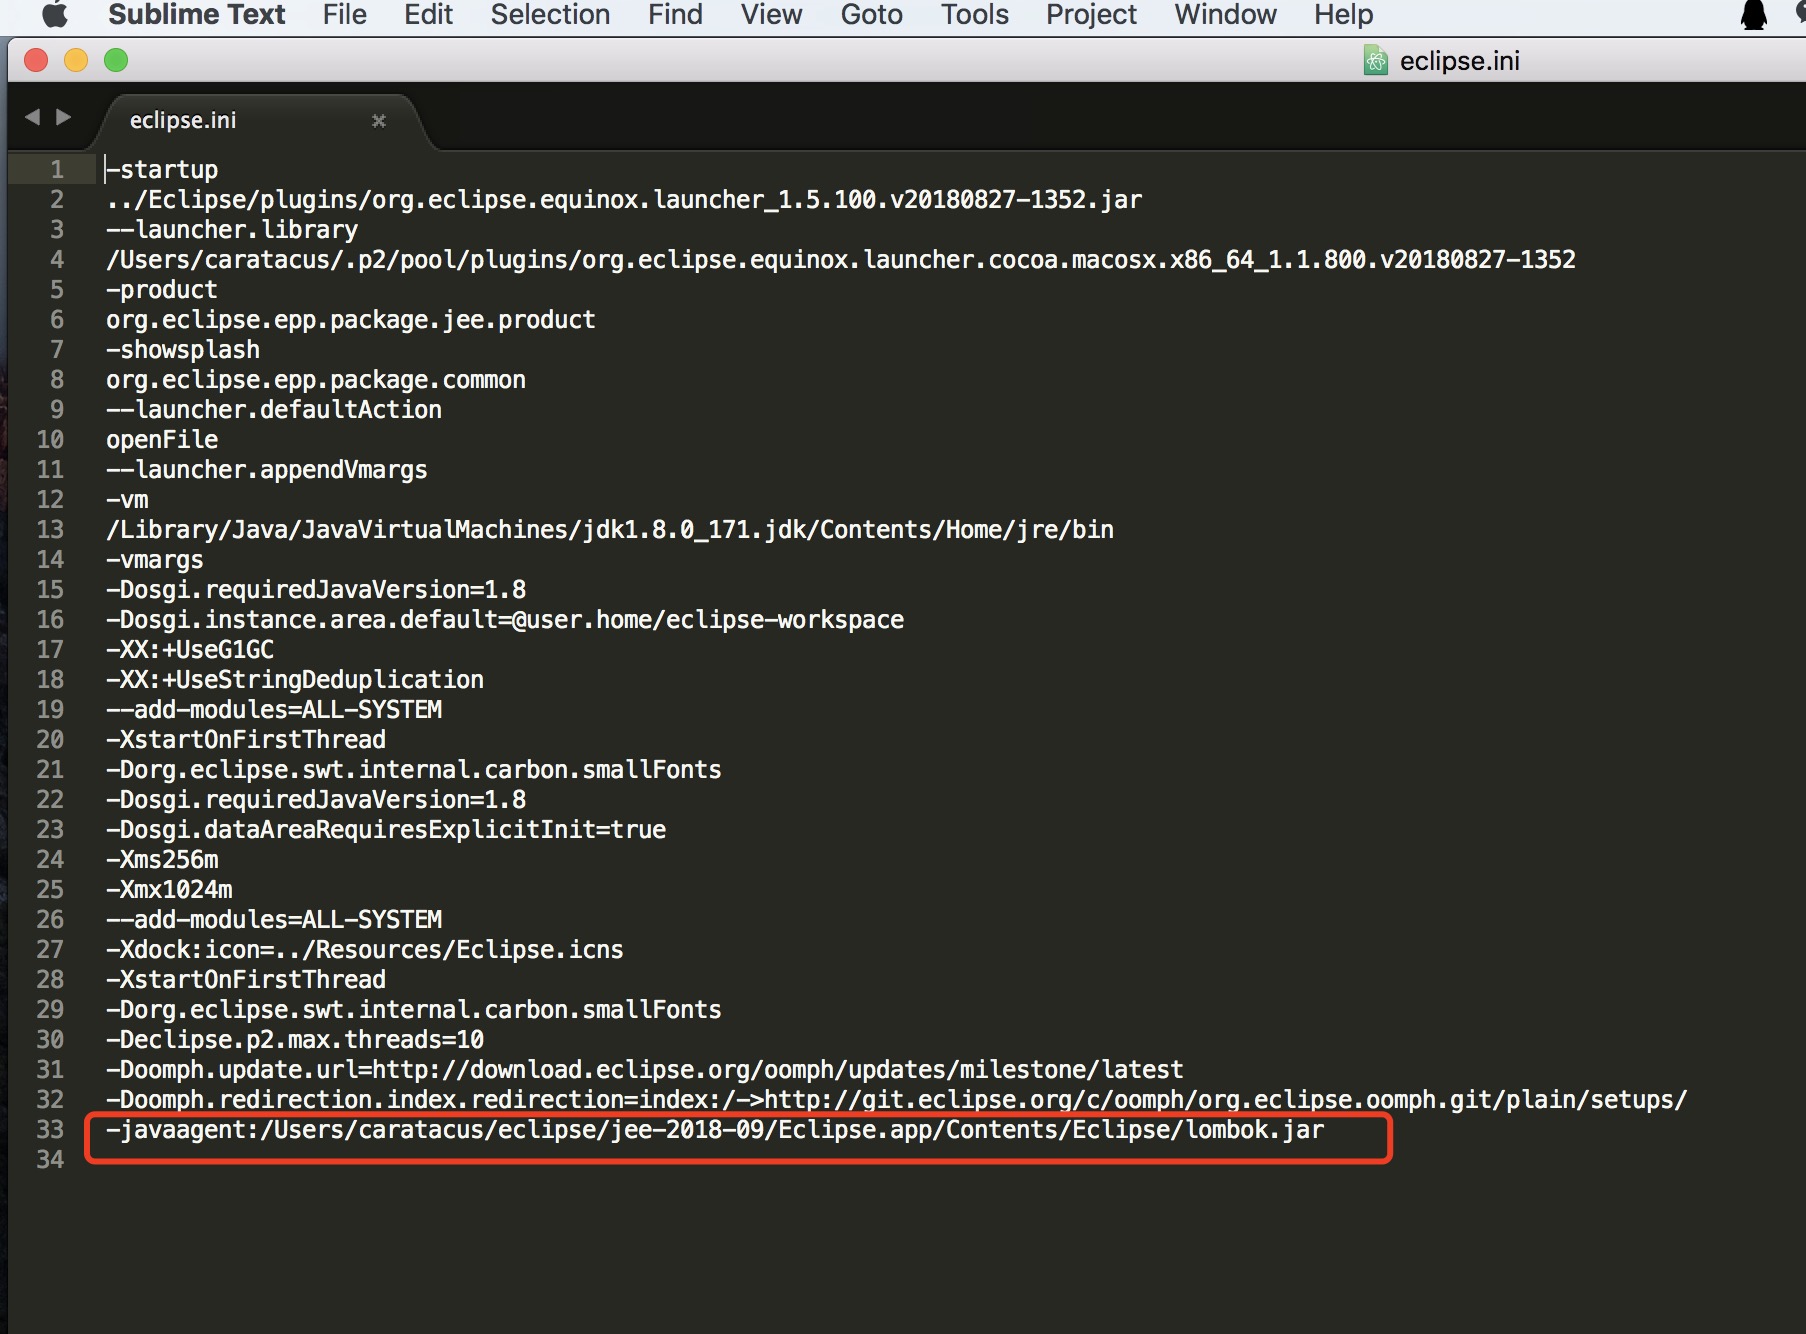 Sublime Text File Edit Selection Find View Goto Tools Project Window Help
eclipse.ini
eclipse.ini
1 -startup
2 ../Eclipse/plugins/org.eclipse.equinox.launcher_1.5.100.v20180827-1352.jar
3 --launcher.library
4 /Users/caratacus/.p2/pool/plugins/org.eclipse.equinox.launcher.cocoa.macosx.x86_64_1.1.800.v20180827-1352
5 -product
6 org.eclipse.epp.package.jee.product
7 -showsplash
8 org.eclipse.epp.package.common
9 --launcher.defaultAction
10 openFile
11 --launcher.appendVmargs
12 -vm
13 /Library/Java/JavaVirtualMachines/jdk1.8.0_171.jdk/Contents/Home/jre/bin
14 -vmargs
15 -Dosgi.requiredJavaVersion=1.8
16 -Dosgi.instance.area.default=@user.home/eclipse-workspace
17 -XX:+UseG1GC
18 -XX:+UseStringDeduplication
19 --add-modules=ALL-SYSTEM
20 -XstartOnFirstThread
21 -Dorg.eclipse.swt.internal.carbon.smallFonts
22 -Dosgi.requiredJavaVersion=1.8
23 -Dosgi.dataAreaRequiresExplicitInit=true
24 -Xms256m
25 -Xmx1024m
26 --add-modules=ALL-SYSTEM
27 -Xdock:icon=../Resources/Eclipse.icns
28 -XstartOnFirstThread
29 -Dorg.eclipse.swt.internal.carbon.smallFonts
30 -Declipse.p2.max.threads=10
31 -Doomph.update.url=http://download.eclipse.org/oomph/updates/milestone/latest
32 -Doomph.redirection.index.redirection=index:/->http://git.eclipse.org/c/oomph/org.eclipse.oomph.git/plain/setups/
33 -javaagent:/Users/caratacus/eclipse/jee-2018-09/Eclipse.app/Contents/Eclipse/lombok.jar
34